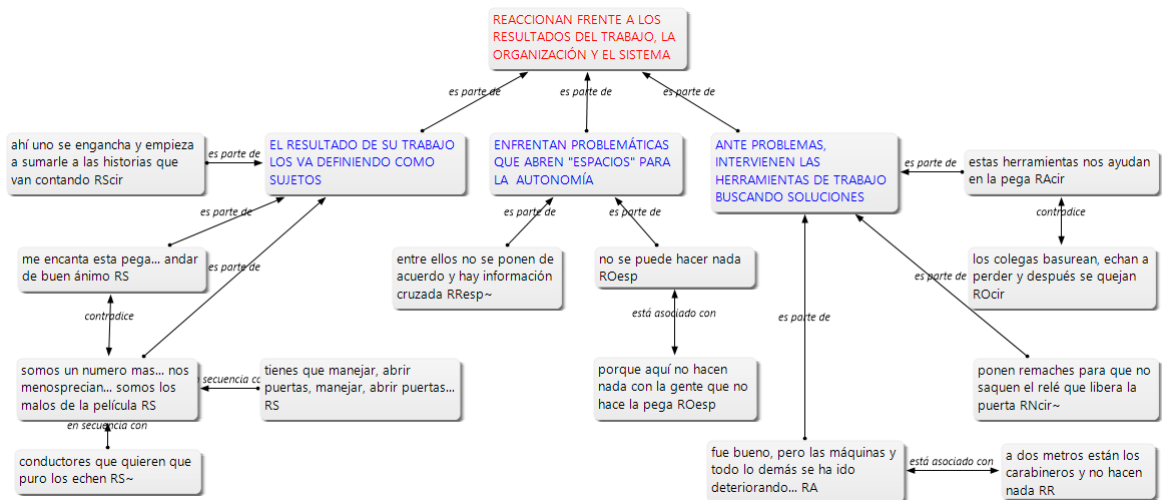 REACCIONAN FRENTE A LOS
RESULTADOS DEL TRABAJO, LA
ORGANIZACIÓN Y EL SISTEMA
es parte de
es parte de
es parte de
ahí uno se engancha y empieza
a sumarle a las historias que
van contando RScir
es parte de
EL RESULTADO DE SU TRABAJO
LOS VA DEFINIENDO COMO
SUJETOS
ENFRENTAN PROBLEMÁTICAS
QUE ABREN "ESPACIOS" PARA
LA AUTONOMÍA
ANTE PROBLEMAS,
INTERVIENEN LAS
HERRAMIENTAS DE TRABAJO
BUSCANDO SOLUCIONES
es parte de
estas herramientas nos ayudan
en la pega RAcir
es parte de
es parte de
es parte de
contradice
me encanta esta pega... andar
de buen ánimo RS
es parte de
entre ellos no se ponen de
acuerdo y hay información
cruzada RResp~
no se puede hacer nada
ROesp
es parte de
los colegas basurean, echan a
perder y después se quejan
ROcir
contradice
está asociado con
es parte de
somos un numero mas... nos
menosprecian... somos los
malos de la película RS
n secuencia co
tienes que manejar, abrir
puertas, manejar, abrir puertas...
RS
porque aquí no hacen
nada con la gente que no
hace la pega ROesp
ponen remaches para que no
saquen el relé que libera la
puerta RNcir~
en secuencia con
conductores que quieren que
puro los echen RS~
fue bueno, pero las máquinas y
todo lo demás se ha ido
deteriorando... RA
está asociado con
a dos metros están los
carabineros y no hacen
nada RR